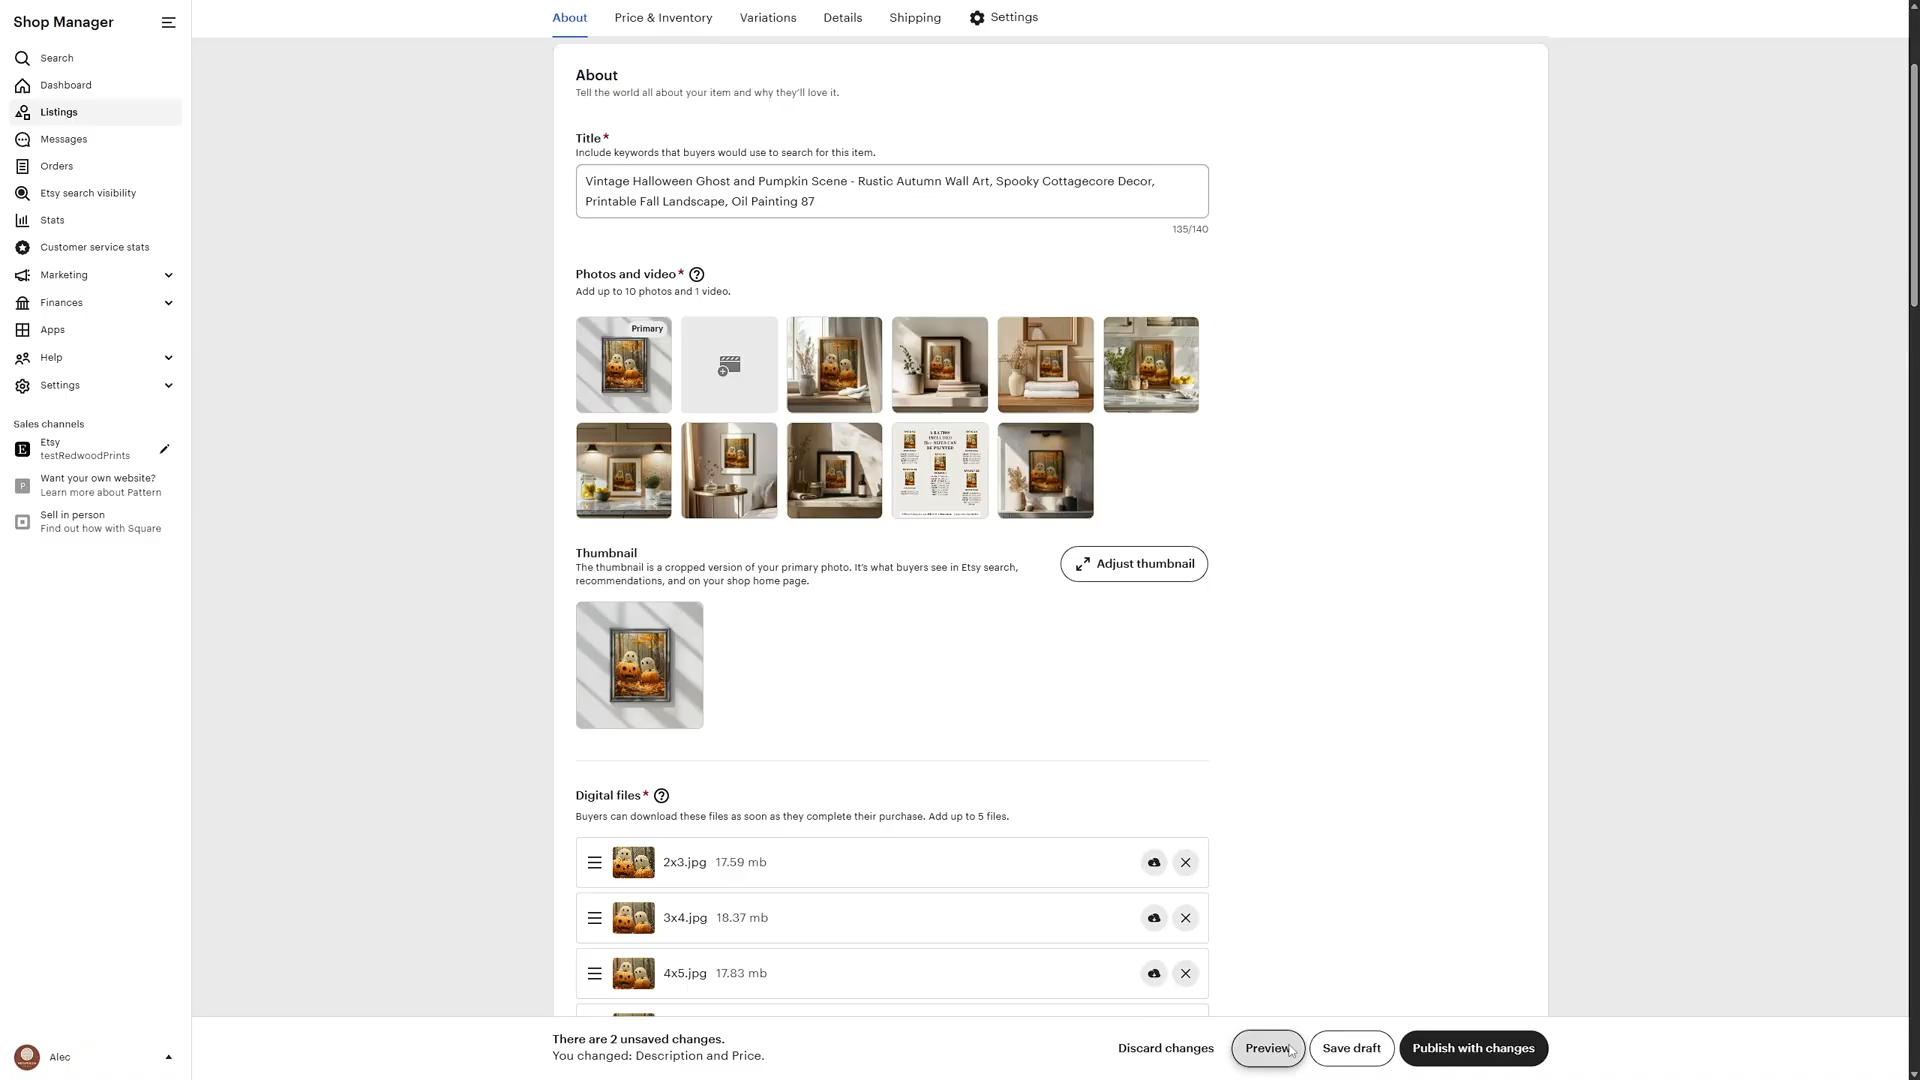 Shop Manager
Search
Dashboard
Listings
Messages
Orders
Etsy search visibility
Stats
Customer service stats
Marketing
Finances
Apps
Help
Settings
Sales channels
E
Etsy
testRedwoodPrints
P
Want your own website?
Learn more about Pattern
Sell in person
Find out how with Square
Alec
About
Price & Inventory
Variations
Details
Shipping
Settings
About
Tell the world all about your item and why they'll love it.
Title*
Include keywords that buyers would use to search for this item.
Vintage Halloween Ghost and Pumpkin Scene - Rustic Autumn Wall Art, Spooky Cottagecore Decor,
Printable Fall Landscape, Oil Painting 87
135/140
Photos and video* ?
Add up to 10 photos and 1 video.
Primary
Thumbnail
The thumbnail is a cropped version of your primary photo. It's what buyers see in Etsy search,
recommendations, and on your shop home page.
Adjust thumbnail
Digital files* ?
Buyers can download these files as soon as they complete their purchase. Add up to 5 files.
2x3.jpg 17.59 mb
3x4.jpg 18.37 mb
4x5.jpg 17.83 mb
There are 2 unsaved changes.
You changed: Description and Price.
Discard changes
Preview
Save draft
Publish with changes